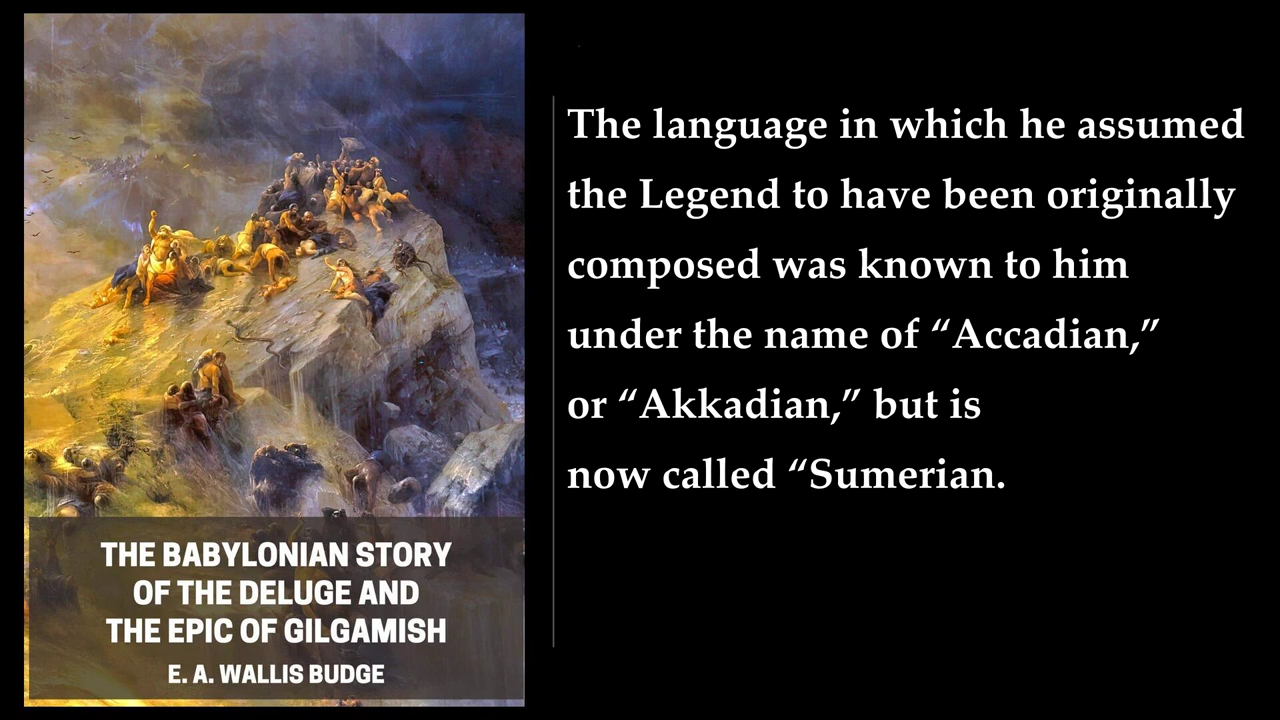 The language in which he assumed
the Legend to have been originally
composed was known to him
under the name of “Accadian,”
or “Akkadian,” but is
now called “Sumerian.
THE BABYLONIAN STORY
OF THE DELUGE AND
THE EPIC OF GILGAMISH
E. A. WALLIS BUDGE